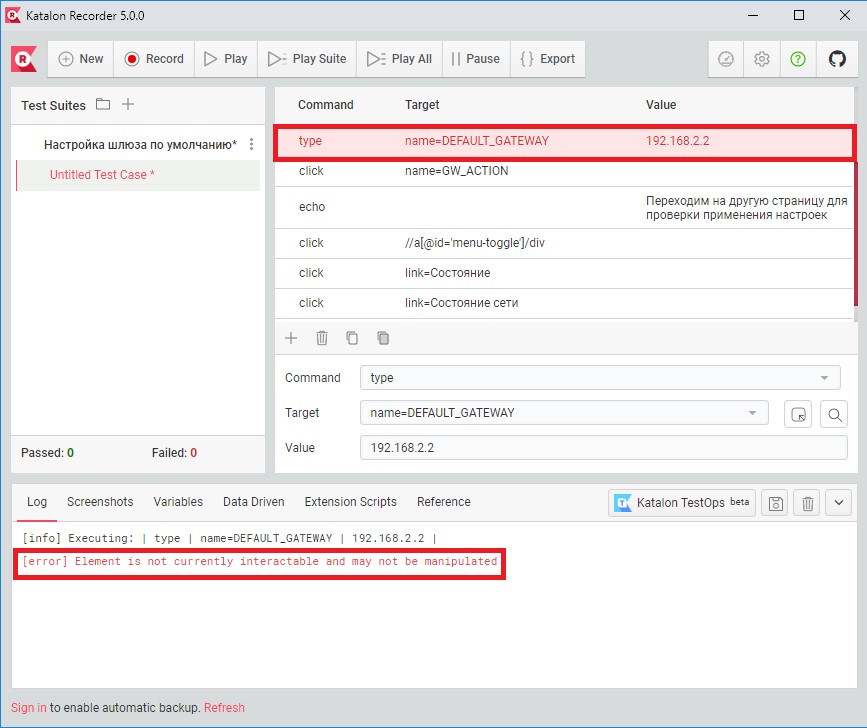 Katalon Recorder 5.0.0
New Record Play Play Suite Play All Pause Export
Test Suites
Настройка шлюза по умолчанию*
Untitled Test Case *
Passed: 0 Failed: 0
Command Target Value
type name=DEFAULT_GATEWAY 192.168.2.2
click name=GW_ACTION
echo Переходим на другую страницу для
проверки применения настроек
click //a[@id='menu-toggle']/div
click link=Состояние
click link=Состояние сети
Command type
Target name=DEFAULT_GATEWAY
Value 192.168.2.2
Log Screenshots Variables Data Driven Extension Scripts Reference Katalon TestOps beta
[info] Executing: | type | name=DEFAULT_GATEWAY | 192.168.2.2 |
[error] Element is not currently interactable and may not be manipulated
Sign in to enable automatic backup. Refresh